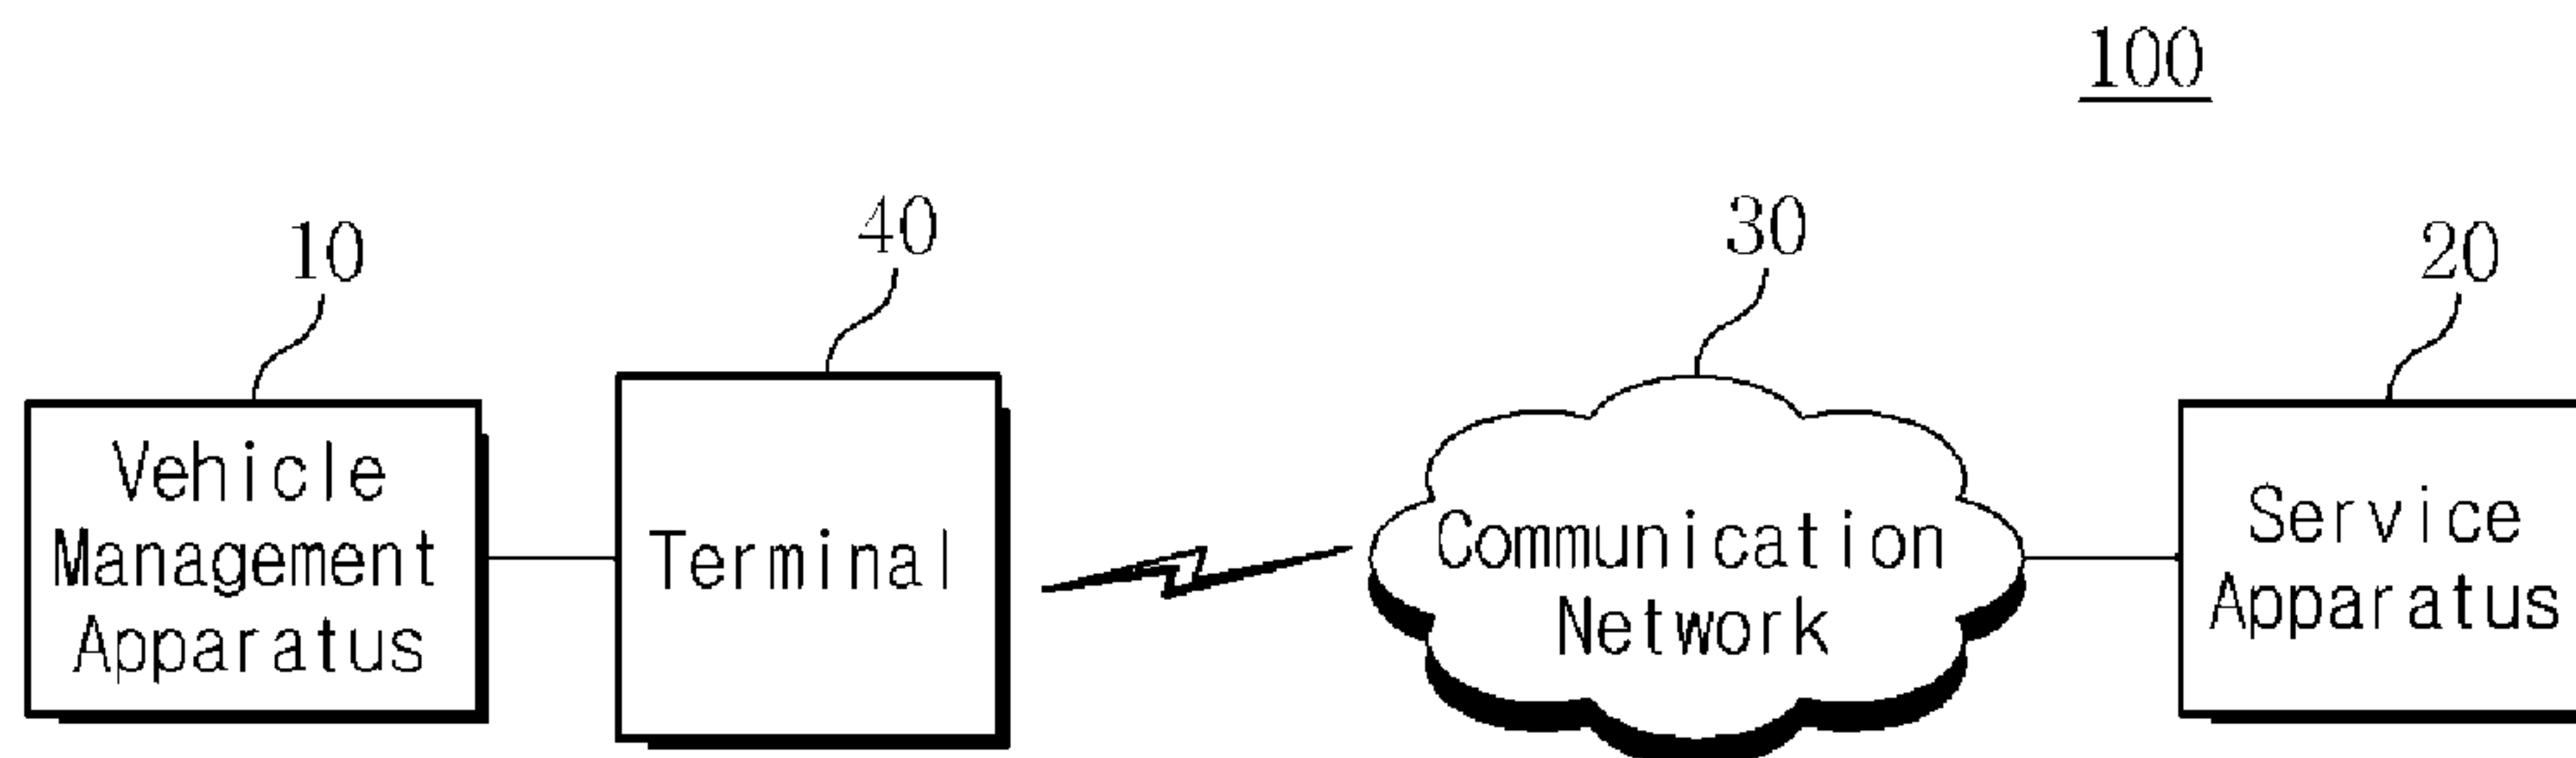 100
10
40
30
20
Vehicle
Management
Apparatus
Terminal
Communication
Network
Service
Apparatus